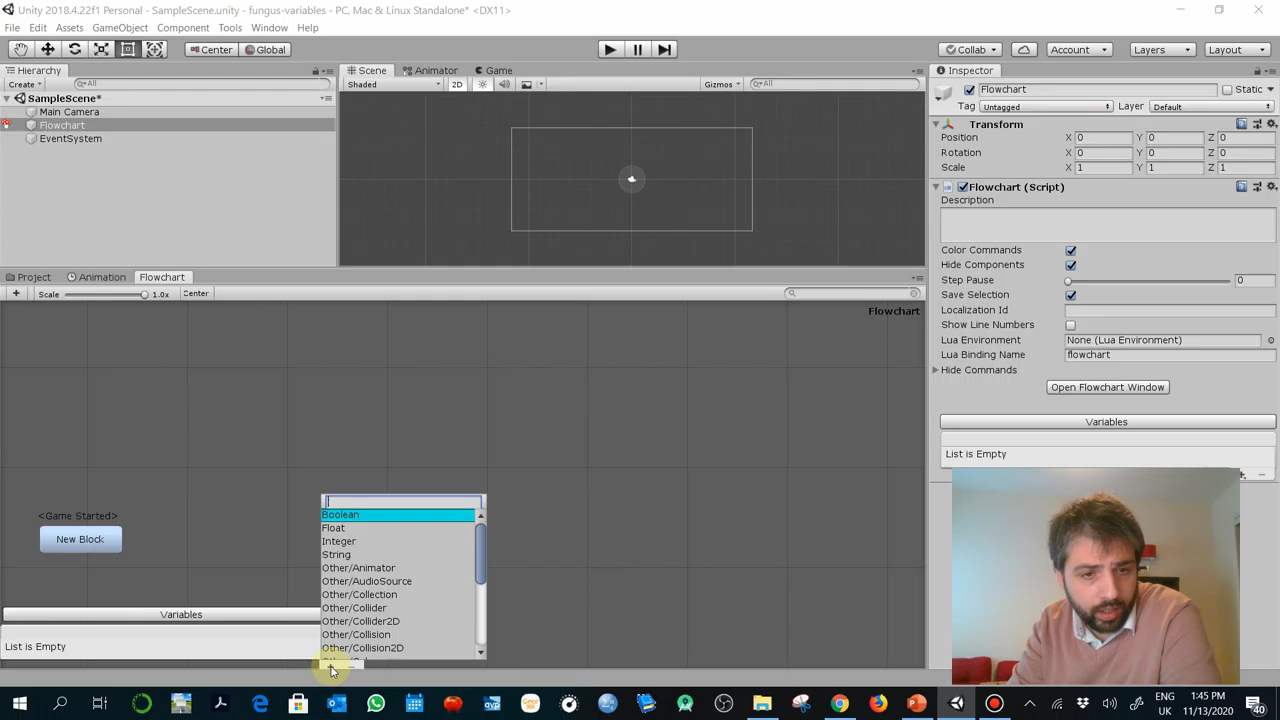 Unity 2018.4.22f1 Personal - SampleScene.unity - fungus-variables - PC, Mac & Linux Standalone* <DX11>
File Edit Assets GameObject Component Tools Window Help
Center Global Collab Account Layers Layout
Hierarchy Scene Animator Game Inspector
Create All Shaded 2D Gizmos All Flowchart Static
SampleScene* Tag Untagged Layer Default
Main Camera
Flowchart
EventSystem
Transform
Position X 0 Y 0 Z 0
Rotation X 0 Y 0 Z 0
Scale X 1 Y 1 Z 1
Flowchart (Script)
Description
Color Commands
Hide Components
Step Pause 0
Save Selection
Localization Id
Show Line Numbers
Lua Environment None (Lua Environment)
Lua Binding Name flowchart
Hide Commands
Open Flowchart Window
Variables
List is Empty
Project Animation Flowchart
+ Scale 1.0x Center
Flowchart
<Game Started>
New Block
Variables
List is Empty
Boolean
Float
Integer
String
Other/Animator
Other/AudioSource
Other/Collection
Other/Collider
Other/Collider2D
Other/Collision
Other/Collision2D
ENG
UK
1:45 PM
11/13/2020
40